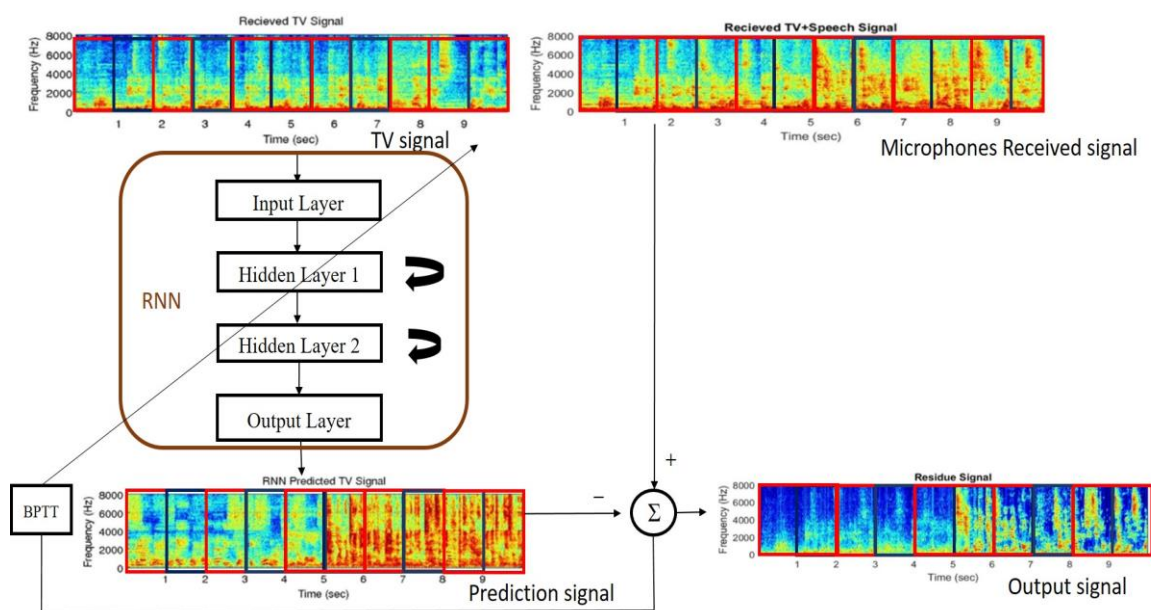 Recieved TV Signal
Frequency (Hz)
8000
6000
4000
2000
0
1 2 3 4 5 6 7 8 9
Time (sec)
TV signal
Recieved TV+Speech Signal
Frequency (Hz)
8000
6000
4000
2000
0
1 2 3 4 5 6 7 8 9
Time (sec)
Microphones Received signal
RNN
Input Layer
Hidden Layer 1
Hidden Layer 2
Output Layer
BPTT
RNN Predicted TV Signal
Frequency (Hz)
8000
6000
4000
2000
0
1 2 3 4 5 6 7 8 9
Time (sec)
Prediction signal
+
−
Σ
Residue Signal
Frequency (Hz)
8000
6000
4000
2000
0
1 2 3 4 5 6 7 8 9
Time (sec)
Output signal